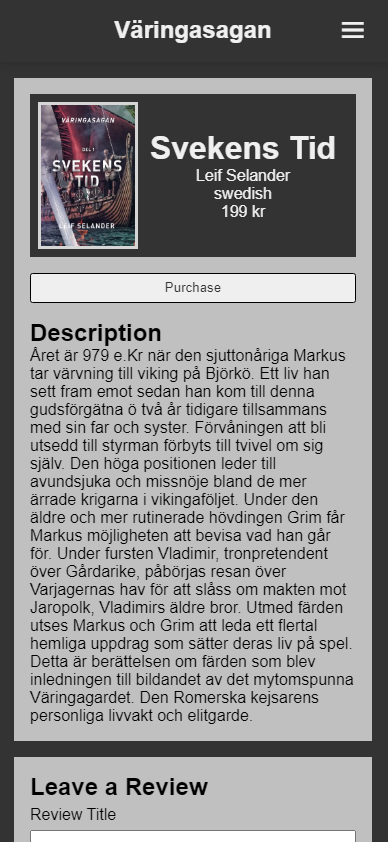 Väringasagan
VÄRINGASAGAN
DEL 1
SVEKENS
TID
LEIF SELANDER
Svekens Tid
Leif Selander
swedish
199 kr
Purchase
Description
Året är 979 e.Kr när den sjuttonåriga Markus
tar värvning till viking på Björkö. Ett liv han
sett fram emot sedan han kom till denna
gudsförgätna ö två år tidigare tillsammans
med sin far och syster. Förvåningen att bli
utsedd till styrman förbyts till tvivel om sig
själv. Den höga positionen leder till
avundsjuka och missnöje bland de mer
ärrade krigarna i vikingaföljet. Under den
äldre och mer rutinerade hövdingen Grim får
Markus möjligheten att bevisa vad han går
för. Under fursten Vladimir, tronpretendent
över Gårdarike, påbörjas resan över
Varjagernas hav för att slåss om makten mot
Jaropolk, Vladimirs äldre bror. Utmed färden
utses Markus och Grim att leda ett flertal
hemliga uppdrag som sätter deras liv på spel.
Detta är berättelsen om färden som blev
inledningen till bildandet av det mytomspunna
Väringagardet. Den Romerska kejsarens
personliga livvakt och elitgarde.
Leave a Review
Review Title